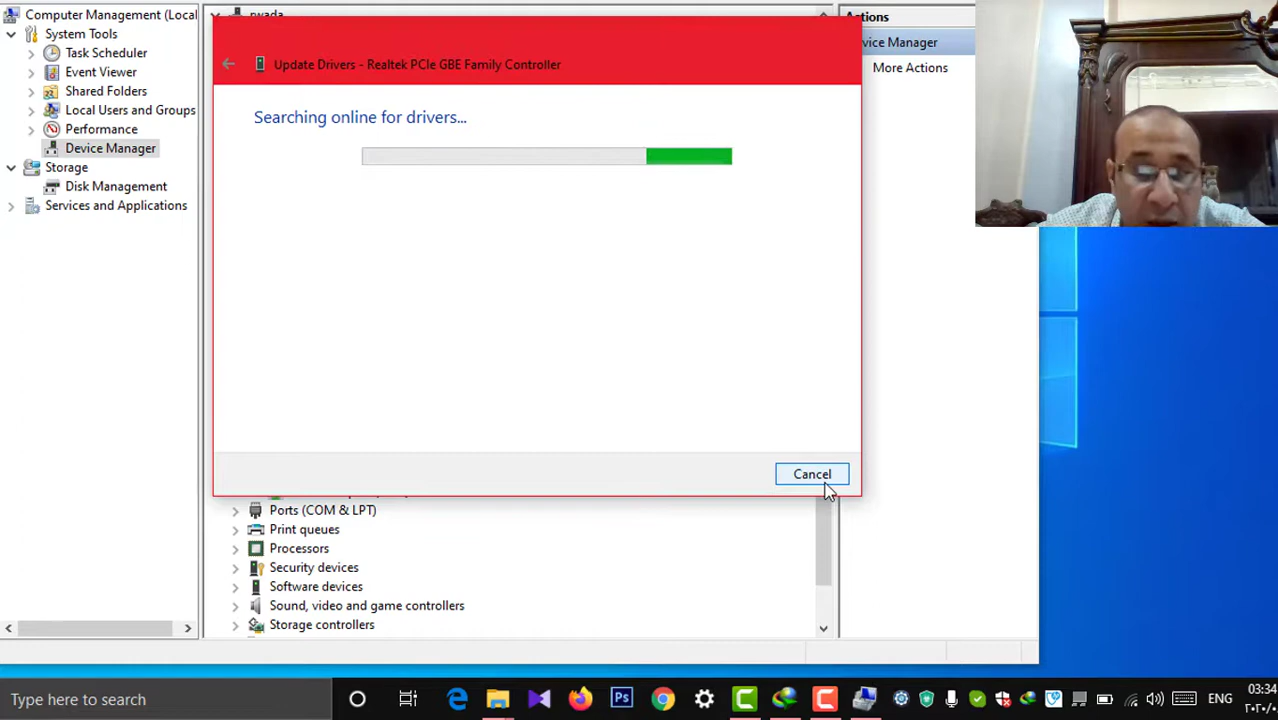 Computer Management (Local
System Tools
Task Scheduler
Event Viewer
Shared Folders
Local Users and Groups
Performance
Device Manager
Storage
Disk Management
Services and Applications
Update Drivers - Realtek PCIe GBE Family Controller
Searching online for drivers...
Cancel
Ports (COM & LPT)
Print queues
Processors
Security devices
Software devices
Sound, video and game controllers
Storage controllers
Actions
vice Manager
More Actions
Type here to search
Ps
ENG
03:34